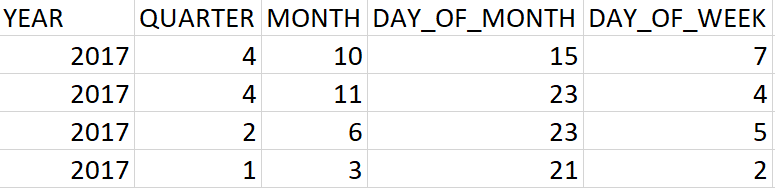 YEAR QUARTER MONTH DAY_OF_MONTH DAY_OF_WEEK
2017 4 10 15 7
2017 4 11 23 4
2017 2 6 23 5
2017 1 3 21 2